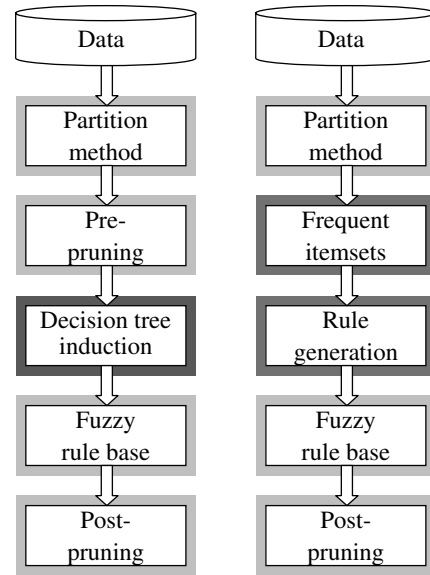 Data
Partition
method
Pre-
pruning
Decision tree
induction
Fuzzy
rule base
Post-
pruning
Data
Partition
method
Frequent
itemsets
Rule
generation
Fuzzy
rule base
Post-
pruning